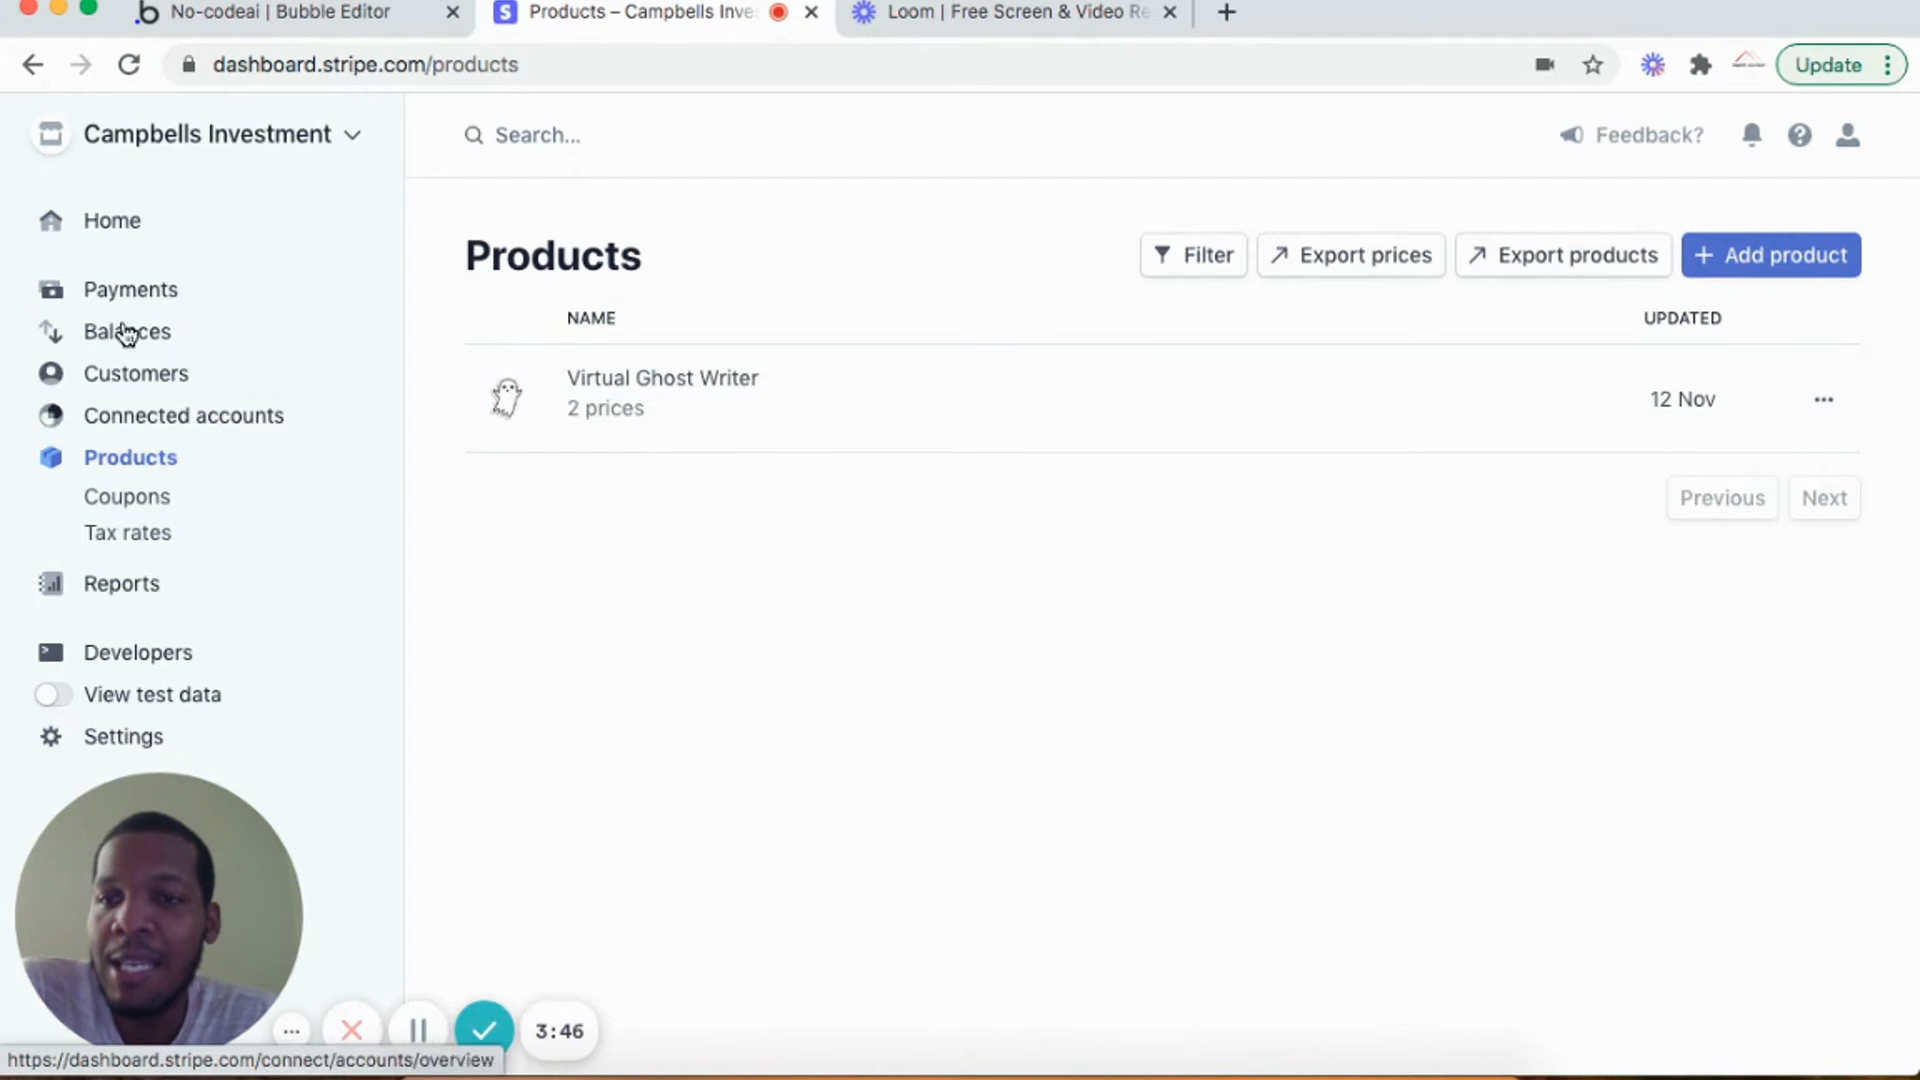 No-codeai | Bubble Editor
Products – Campbells Inve
Loom | Free Screen & Video Re
dashboard.stripe.com/products
Update
Campbells Investment
Search...
Feedback?
Home
Payments
Balances
Customers
Connected accounts
Products
Coupons
Tax rates
Reports
Developers
View test data
Settings
Products
Filter
Export prices
Export products
+ Add product
NAME
UPDATED
Virtual Ghost Writer
2 prices
12 Nov
Previous
Next
3:46
https://dashboard.stripe.com/connect/accounts/overview